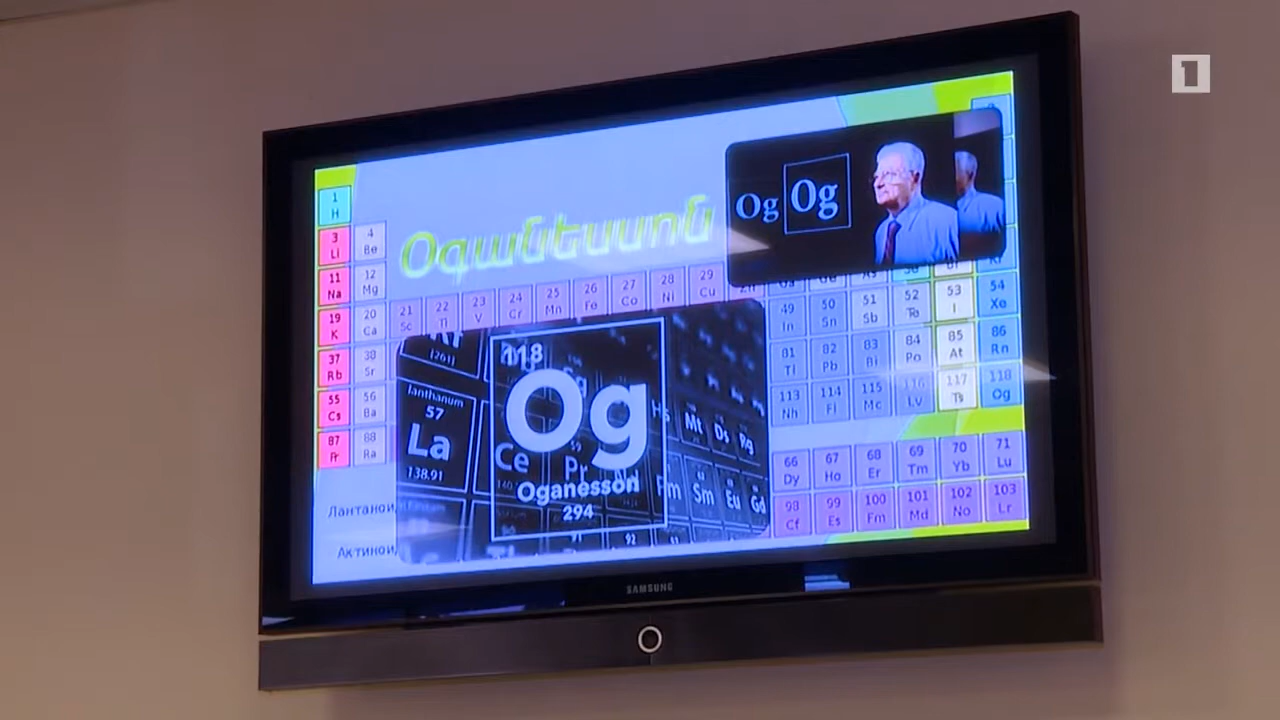 1
1
H
3
Li
4
Be
11
Na
12
Mg
19
K
20
Ca
37
Rb
38
Sr
55
Cs
56
Ba
87
Fr
88
Ra
Օգանեսսոն
Og Og
21
Sc
22
Ti
23
V
24
Cr
25
Mn
26
Fe
27
Co
28
Ni
29
Cu
49
In
50
Sn
51
Sb
52
Te
53
I
54
Xe
81
Tl
82
Pb
83
Bi
84
Po
85
At
86
Rn
113
Nh
114
Fl
115
Mc
116
Lv
117
Ts
118
Og
66
Dy
67
Ho
68
Er
69
Tm
70
Yb
71
Lu
98
Cf
99
Es
100
Fm
101
Md
102
No
103
Lr
[261]
lanthanum
57
La
138.91
118
Og
Oganesson
294
Ce
Pr
Hs
Mt
Ds
Rg
Sm
Eu
Gd
92
Лантанои
Актинои
SAMSUNG